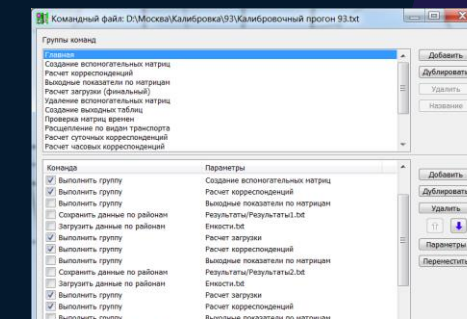 Командный файл: D:\Москва\Калибровка\93\Калибровочный прогон 93.txt
Группы команд
Главная
Создание вспомогательных матриц
Расчет корреспонденций
Выходные показатели по матрицам
Расчет загрузки (финальный)
Удаление вспомогательных матриц
Создание выходных таблиц
Проверка матриц времен
Расщепление по видам транспорта
Расчет суточных корреспонденций
Расчет часовых корреспонденций
Добавить
Дублировать
Удалить
Название
Команда Параметры
Выполнить группу Создание вспомогательных матриц
Выполнить группу Расчет корреспонденций
Выполнить группу Выходные показатели по матрицам
Сохранить данные по районам Результаты/Результаты1.txt
Загрузить данные по районам Емкости.txt
Выполнить группу Расчет загрузки
Выполнить группу Расчет корреспонденций
Выполнить группу Выходные показатели по матрицам
Сохранить данные по районам Результаты/Результаты2.txt
Загрузить данные по районам Емкости.txt
Выполнить группу Расчет загрузки
Выполнить группу Расчет корреспонденций
Выполнить группу Выходные показатели по матрицам
Добавить
Дублировать
Удалить
Параметры
Переместить